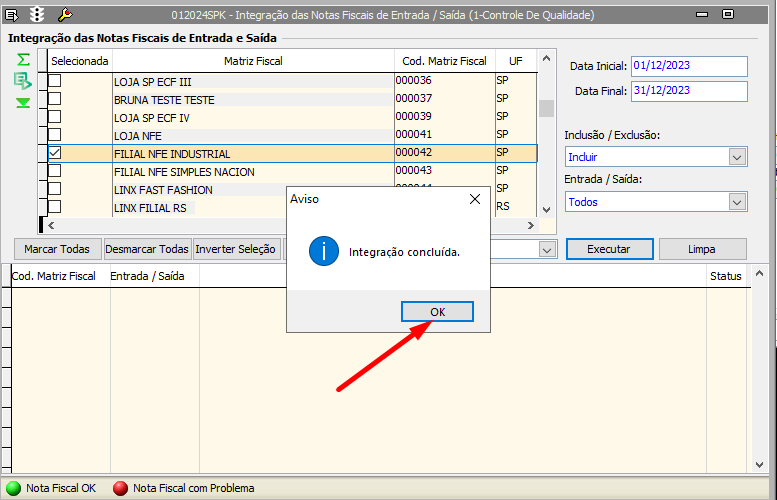 012024SPK - Integração das Notas Fiscais de Entrada / Saída (1-Controle De Qualidade)
Integração das Notas Fiscais de Entrada e Saída
Selecionada Matriz Fiscal Cod. Matriz Fiscal UF
LOJA SP ECF III 000036 SP
BRUNA TESTE TESTE 000037 SP
LOJA SP ECF IV 000039 SP
LOJA NFE 000041 SP
FILIAL NFE INDUSTRIAL 000042 SP
FILIAL NFE SIMPLES NACION 000043 SP
LINX FAST FASHION SP
LINX FILIAL RS RS
Data Inicial: 01/12/2023
Data Final: 31/12/2023
Inclusão / Exclusão:
Incluir
Entrada / Saída:
Todos
Aviso
Integração concluída.
OK
Marcar Todas Desmarcar Todas Inverter Seleção Executar Limpa
Cod. Matriz Fiscal Entrada / Saída Status
Nota Fiscal OK Nota Fiscal com Problema